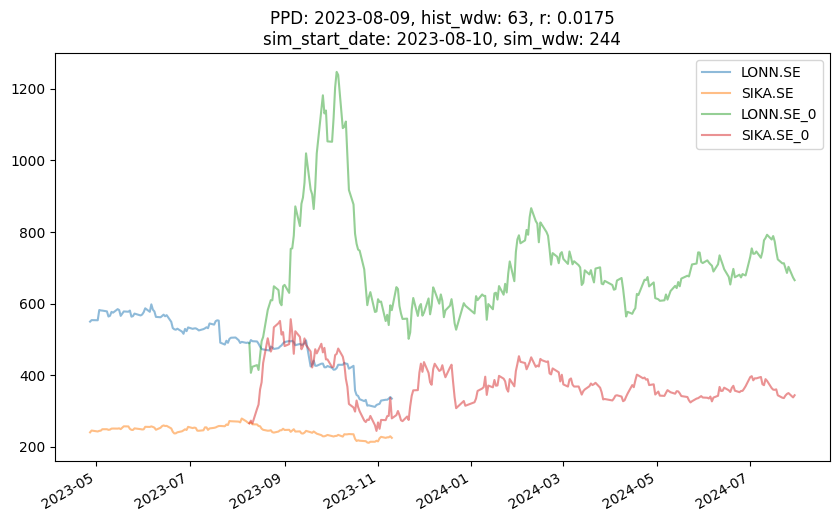 PPD: 2023-08-09, hist_wdw: 63, r: 0.0175
sim_start_date: 2023-08-10, sim_wdw: 244
LONN.SE
SIKA.SE
LONN.SE_0
SIKA.SE_0
1200
1000
800
600
400
200
2023-05
2023-07
2023-09
2023-11
2024-01
2024-03
2024-05
2024-07